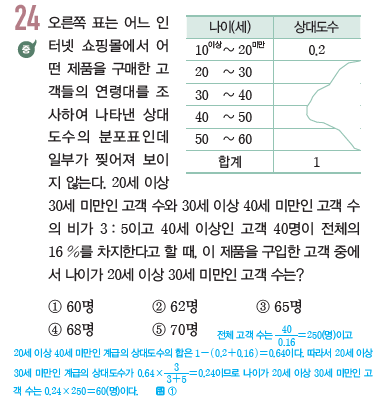 24
중
오른쪽 표는 어느 인
터넷 쇼핑몰에서 어
떤 제품을 구매한 고
객들의 연령대를 조
사하여 나타낸 상대
도수의 분포표인데
일부가 찢어져 보이
지 않는다. 20세 이상
30세 미만인 고객 수와 30세 이상 40세 미만인 고객 수
의 비가 3 : 5이고 40세 이상인 고객 40명이 전체의
16 %를 차지한다고 할 때, 이 제품을 구입한 고객 중에
서 나이가 20세 이상 30세 미만인 고객 수는?
나이(세) 상대도수
10이상 ~ 20미만 0.2
20 ~ 30
30 ~ 40
40 ~ 50
50 ~ 60
합계 1
① 60명 ② 62명 ③ 65명
④ 68명 ⑤ 70명
전체 고객 수는 40/0.16=250(명)이고
20세 이상 40세 미만인 계급의 상대도수의 합은 1-(0.2+0.16)=0.64이다. 따라서 20세 이상
30세 미만인 계급의 상대도수가 0.64×3/(3+5)=0.24이므로 나이가 20세 이상 30세 미만인 고
객 수는 0.24×250=60(명)이다. 답 ①